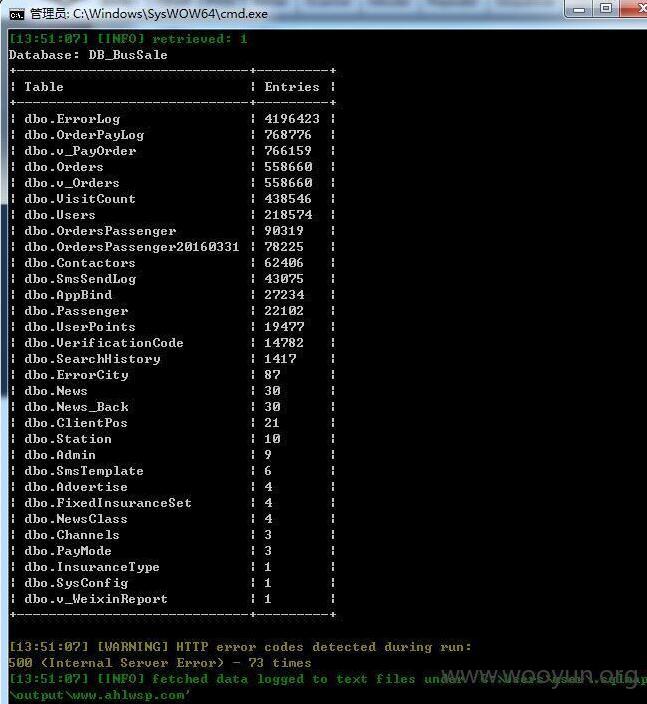 管理员: C:\Windows\SysWOW64\cmd.exe
[13:51:07] [INFO] retrieved: 1
Database: DB_BusSale
+-----------------------------+---------+
| Table | Entries |
+-----------------------------+---------+
| dbo.ErrorLog | 4196423 |
| dbo.OrderPayLog | 768776 |
| dbo.v_PayOrder | 766159 |
| dbo.Orders | 558660 |
| dbo.v_Orders | 558660 |
| dbo.VisitCount | 438546 |
| dbo.Users | 218574 |
| dbo.OrdersPassenger | 90319 |
| dbo.OrdersPassenger20160331 | 78225 |
| dbo.Contactors | 62406 |
| dbo.SmsSendLog | 43075 |
| dbo.AppBind | 27234 |
| dbo.Passenger | 22102 |
| dbo.UserPoints | 19477 |
| dbo.VerificationCode | 14782 |
| dbo.SearchHistory | 1417 |
| dbo.ErrorCity | 87 |
| dbo.News | 30 |
| dbo.News_Back | 30 |
| dbo.ClientPos | 21 |
| dbo.Station | 10 |
| dbo.Admin | 9 |
| dbo.SmsTemplate | 6 |
| dbo.Advertise | 4 |
| dbo.FixedInsuranceSet | 4 |
| dbo.NewsClass | 4 |
| dbo.Channels | 3 |
| dbo.PayMode | 3 |
| dbo.InsuranceType | 1 |
| dbo.SysConfig | 1 |
| dbo.v_WeixinReport | 1 |
+-----------------------------+---------+
[13:51:07] [WARNING] HTTP error codes detected during run:
500 (Internal Server Error) - 73 times
[13:51:07] [INFO] fetched data logged to text files under 'C:\Users\user\.sqlmap
\output\www.ahlwsp.com'
www.wooyun.org